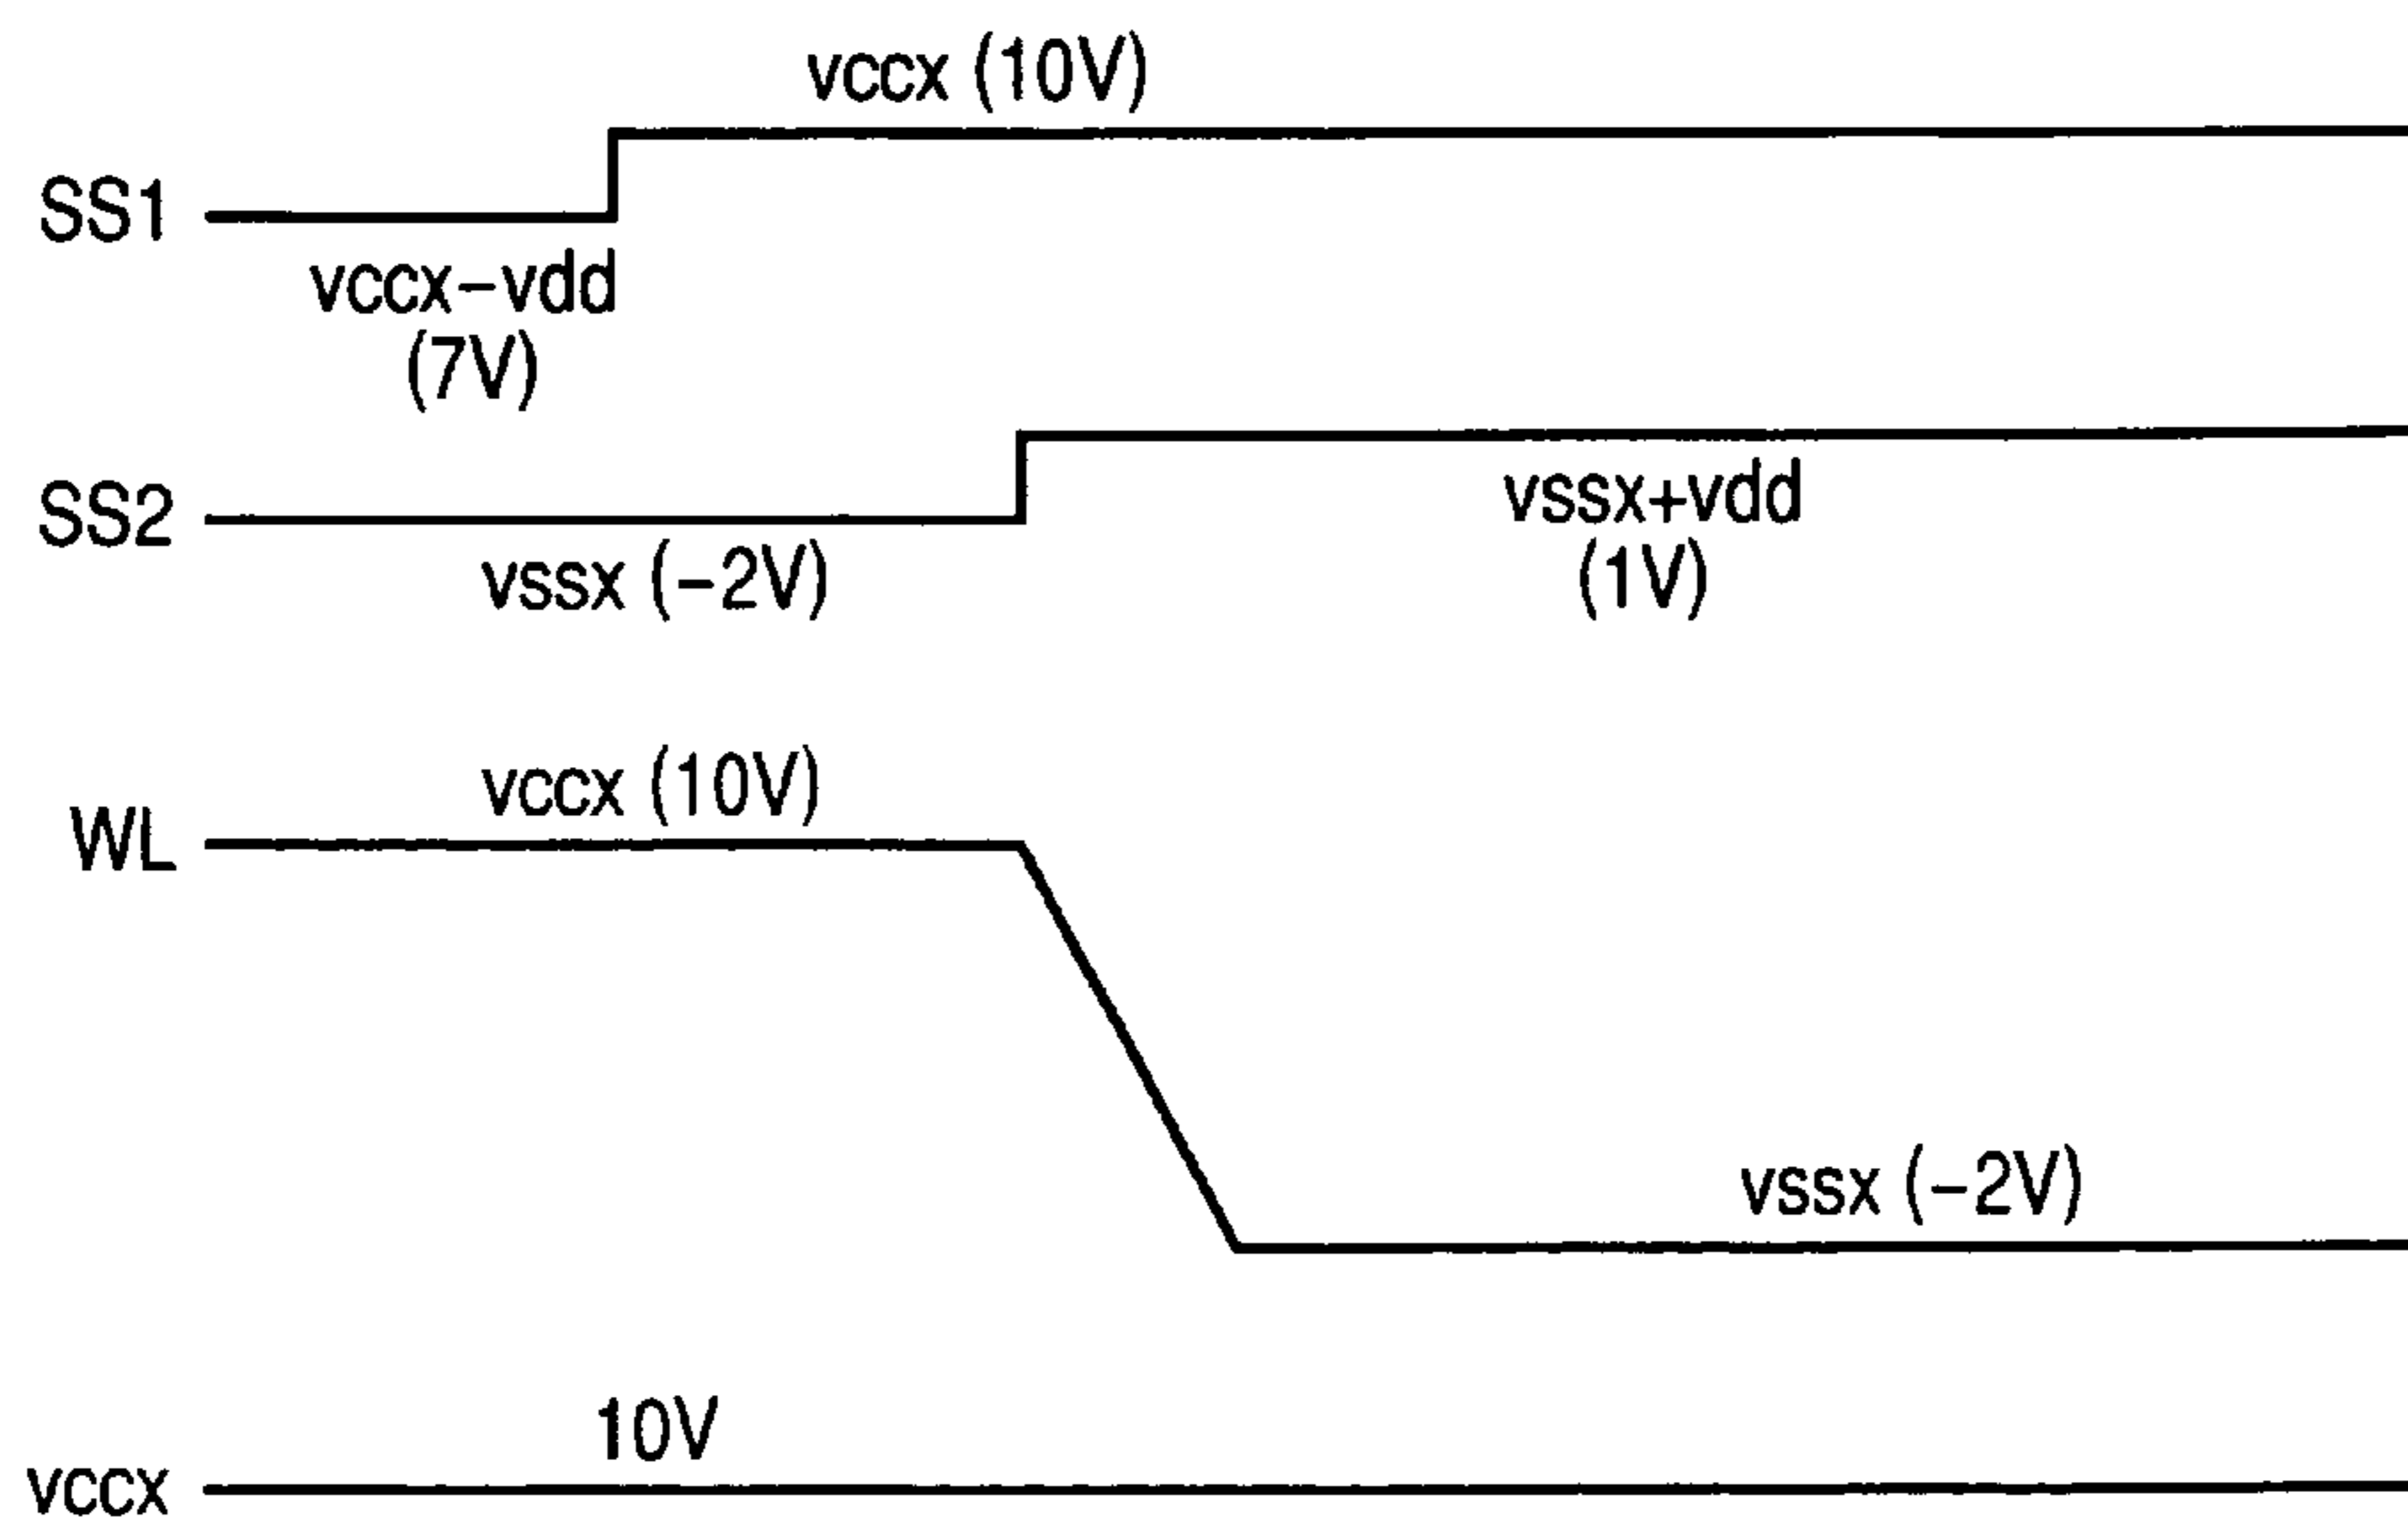 vccx (10V)
SS1
vccx−vdd
(7V)
SS2
vssx+vdd
(1V)
vssx (−2V)
vccx (10V)
WL
vssx (−2V)
10V
vccx